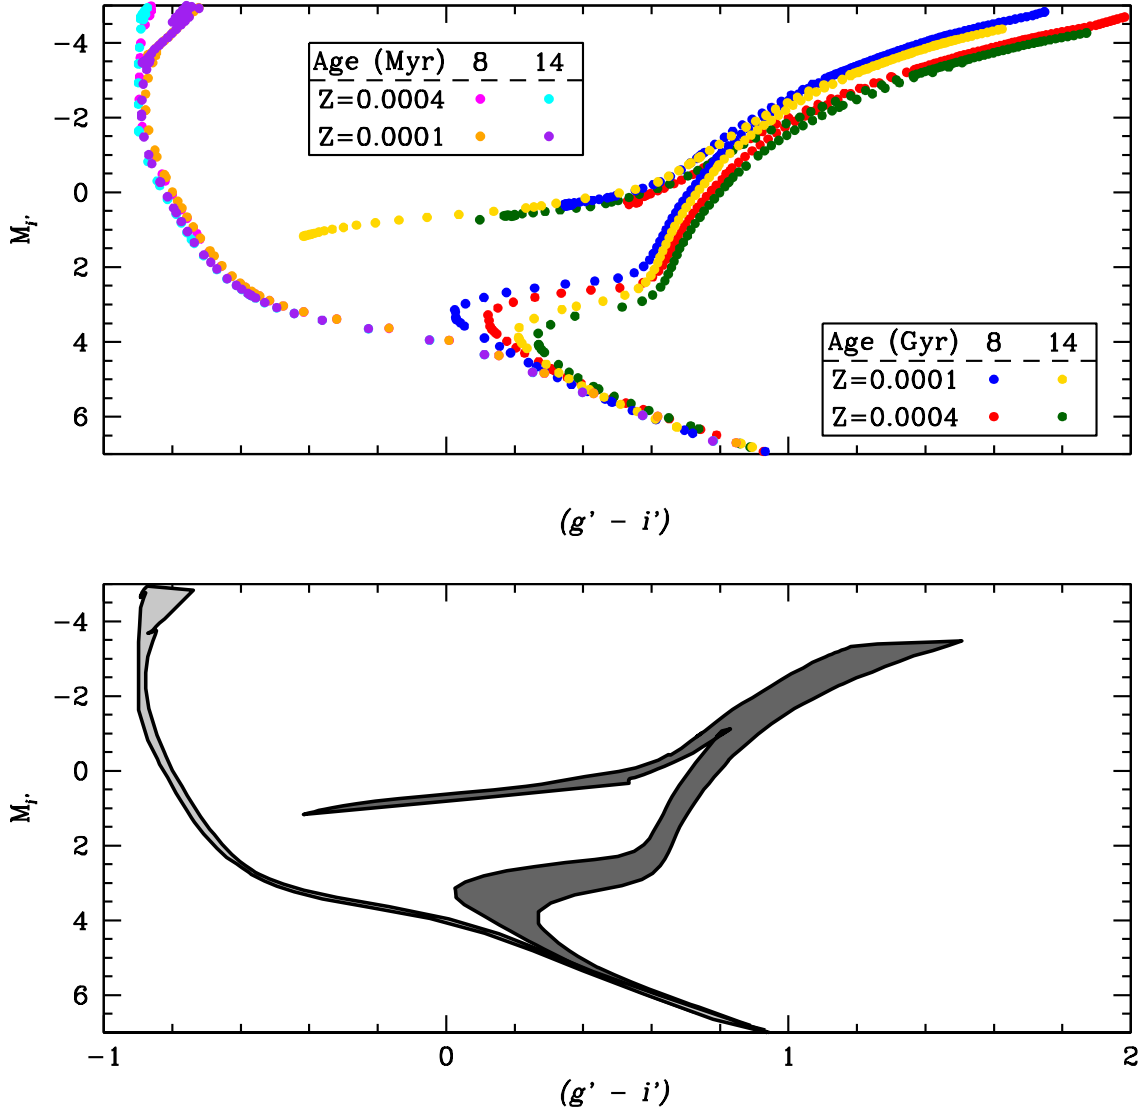 -4
-2
0
2
4
6
M_i'
Age (Myr) 8 14
Z=0.0004
Z=0.0001
Age (Gyr) 8 14
Z=0.0001
Z=0.0004
(g' - i')
-4
-2
0
2
4
6
M_i'
-1 0 1 2
(g' - i')